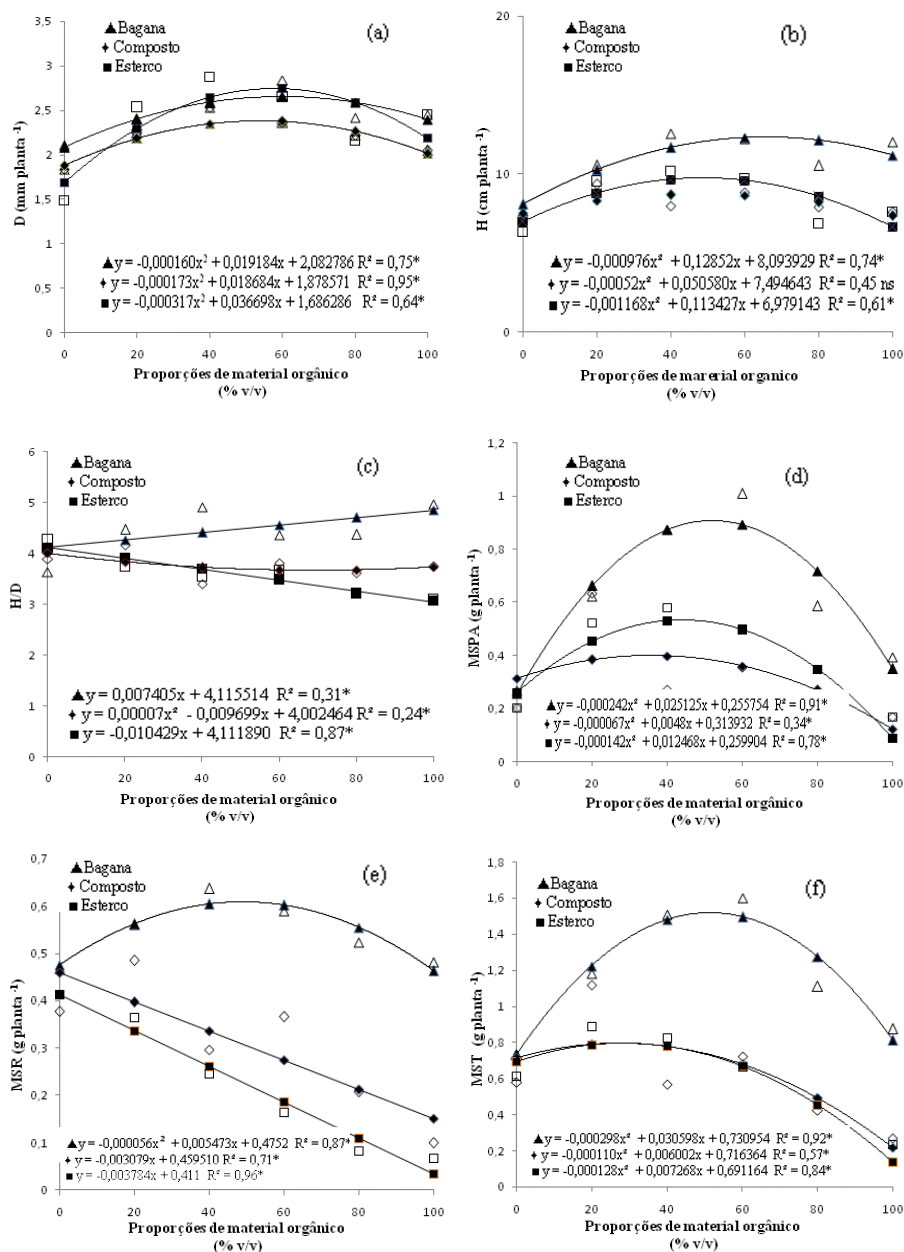 (a)
Bagana
Composto
Esterco
3,5
3
2,5
2
1,5
1
0,5
0
D (mm planta ⁻¹)
y = -0,000160x² + 0,019184x + 2,082786 R² = 0,75*
y = -0,000173x² + 0,018684x + 1,878571 R² = 0,95*
y = -0,000317x² + 0,036698x + 1,686286 R² = 0,64*
0 20 40 60 80 100
Proporções de material orgânico
(% v/v)
(b)
Bagana
Composto
Esterco
20
10
0
H (cm planta ⁻¹)
y = -0,000976x² + 0,12852x + 8,093929 R² = 0,74*
y = -0,00052x² + 0,050580x + 7,494643 R² = 0,45 ns
y = -0,001168x² + 0,113427x + 6,979143 R² = 0,61*
0 20 40 60 80 100
Proporções de marerial organico
(% v/v)
(c)
Bagana
Composto
Esterco
6
5
4
3
2
1
0
H/D
y = 0,007405x + 4,115514 R² = 0,31*
y = 0,00007x² - 0,009699x + 4,002464 R² = 0,24*
y = -0,010429x + 4,111890 R² = 0,87*
0 20 40 60 80 100
Proporções de material orgânico
(% v/v)
(d)
Bagana
Composto
Esterco
1,2
1
0,8
0,6
0,4
0,2
0
MSPA (g planta ⁻¹)
y = -0,000242x² + 0,025125x + 0,255754 R² = 0,91*
y = -0,000067x² + 0,0048x + 0,313932 R² = 0,34*
y = -0,000142x² + 0,012468x + 0,259904 R² = 0,78*
0 20 40 60 80 100
Proporções de material orgânico
(% v/v)
(e)
Bagana
Composto
Esterco
0,7
0,6
0,5
0,4
0,3
0,2
0,1
0
MSR (g planta ⁻¹)
y = -0,000056x² + 0,005473x + 0,4752 R² = 0,87*
y = -0,003079x + 0,459510 R² = 0,71*
y = -0,003784x + 0,411 R² = 0,96*
0 20 40 60 80 100
Proporções de material orgânico
(% v/v)
(f)
Bagana
Composto
Esterco
1,8
1,6
1,4
1,2
1
0,8
0,6
0,4
0,2
0
MST (g planta ⁻¹)
y = -0,000298x² + 0,030598x + 0,730954 R² = 0,92*
y = -0,000110x² + 0,006002x + 0,716364 R² = 0,57*
y = -0,000128x² + 0,007268x + 0,691164 R² = 0,84*
0 20 40 60 80 100
Proporções de material orgânico
(% v/v)